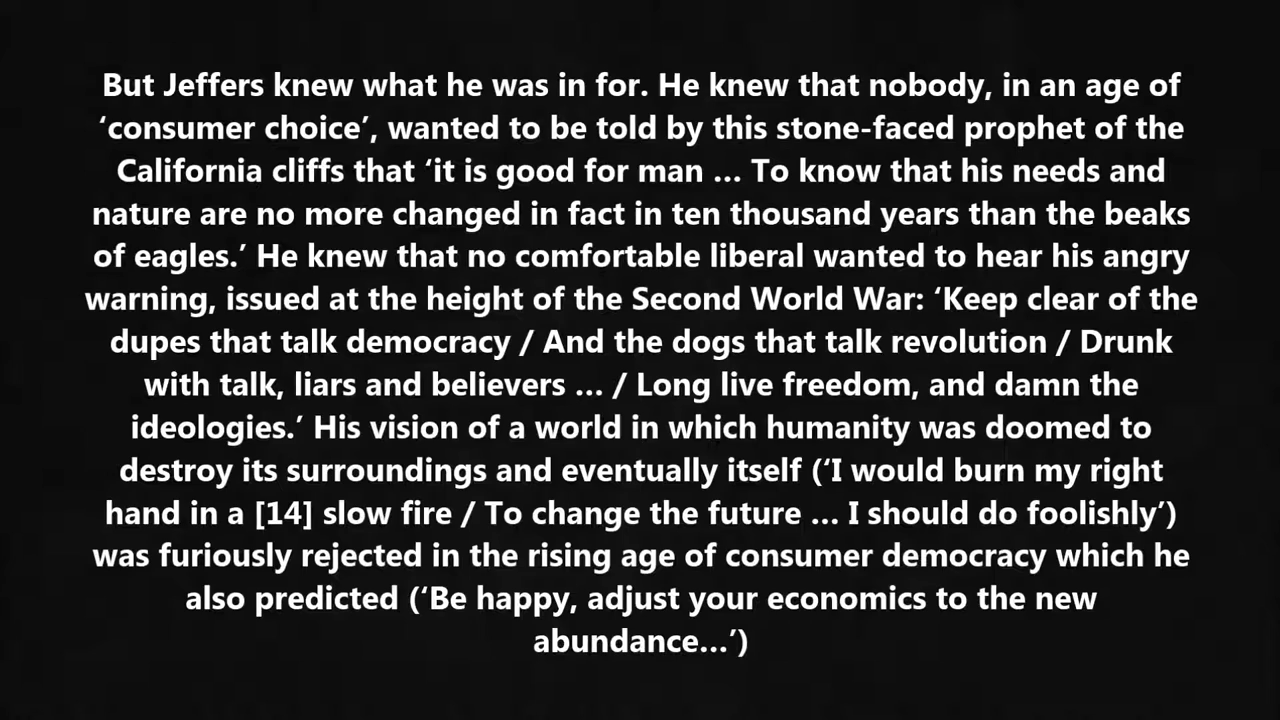 But Jeffers knew what he was in for. He knew that nobody, in an age of
‘consumer choice’, wanted to be told by this stone-faced prophet of the
California cliffs that ‘it is good for man … To know that his needs and
nature are no more changed in fact in ten thousand years than the beaks
of eagles.’ He knew that no comfortable liberal wanted to hear his angry
warning, issued at the height of the Second World War: ‘Keep clear of the
dupes that talk democracy / And the dogs that talk revolution / Drunk
with talk, liars and believers … / Long live freedom, and damn the
ideologies.’ His vision of a world in which humanity was doomed to
destroy its surroundings and eventually itself (‘I would burn my right
hand in a [14] slow fire / To change the future … I should do foolishly’)
was furiously rejected in the rising age of consumer democracy which he
also predicted (‘Be happy, adjust your economics to the new
abundance…’)